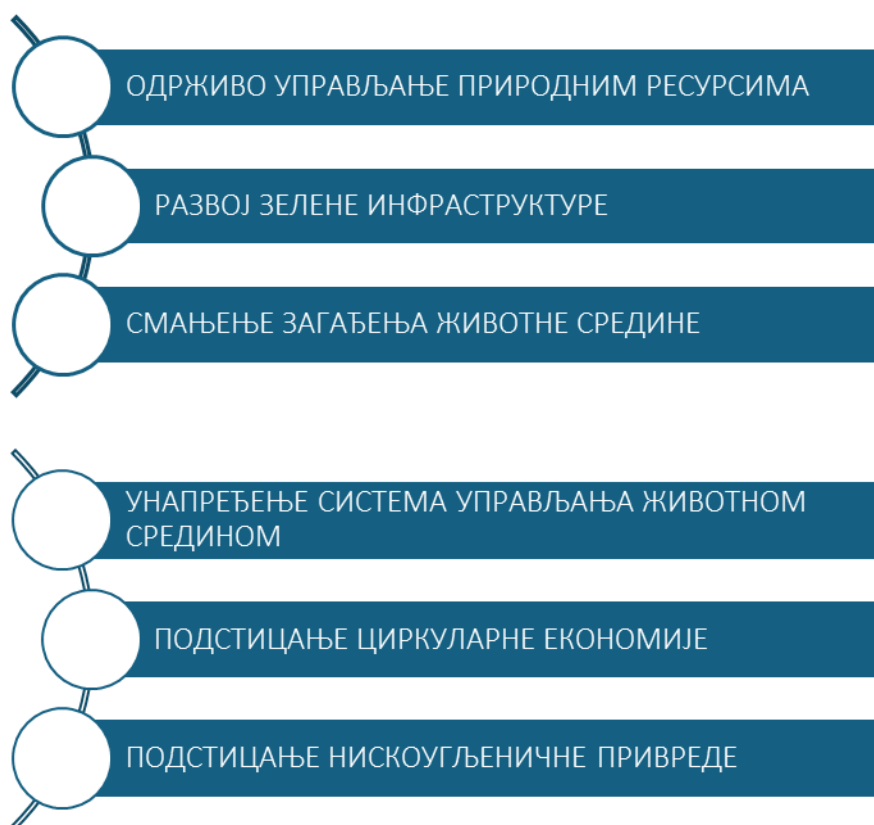 ОДРЖИВО УПРАВЉАЊЕ ПРИРОДНИМ РЕСУРСИМА
РАЗВОЈ ЗЕЛЕНЕ ИНФРАСТРУКТУРЕ
СМАЊЕЊЕ ЗАГАЂЕЊА ЖИВОТНЕ СРЕДИНЕ
УНАПРЕЂЕЊЕ СИСТЕМА УПРАВЉАЊА ЖИВОТНОМ
СРЕДИНОМ
ПОДСТИЦАЊЕ ЦИРКУЛАРНЕ ЕКОНОМИЈЕ
ПОДСТИЦАЊЕ НИСКОУГЉЕНИЧНЕ ПРИВРЕДЕ